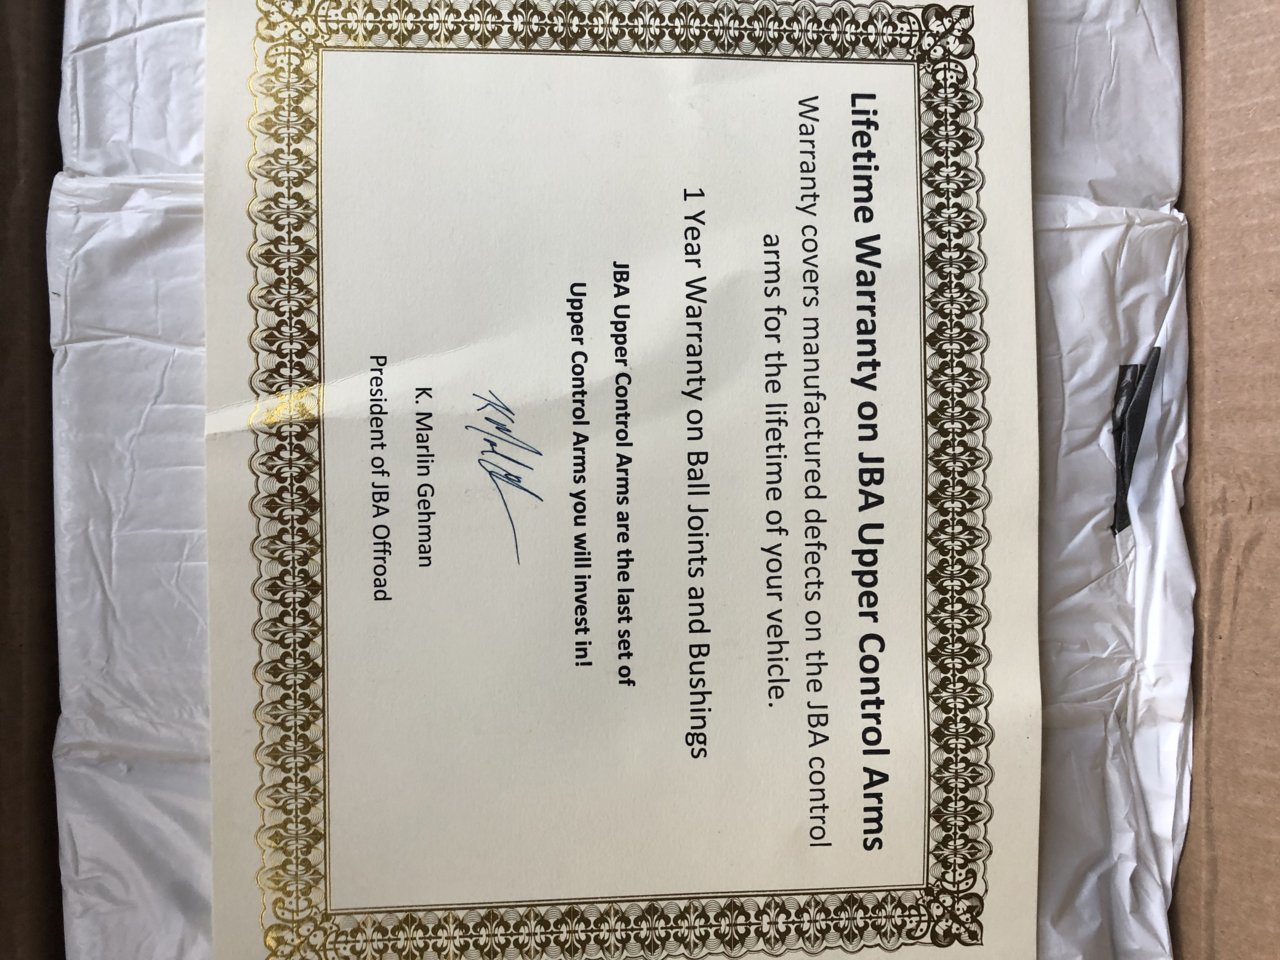 Lifetime Warranty on JBA Upper Control Arms
Warranty covers manufactured defects on the JBA control
arms for the lifetime of your vehicle.
1 Year Warranty on Ball Joints and Bushings
JBA Upper Control Arms are the last set of
Upper Control Arms you will invest in!
K. Marlin Gehman
President of JBA Offroad